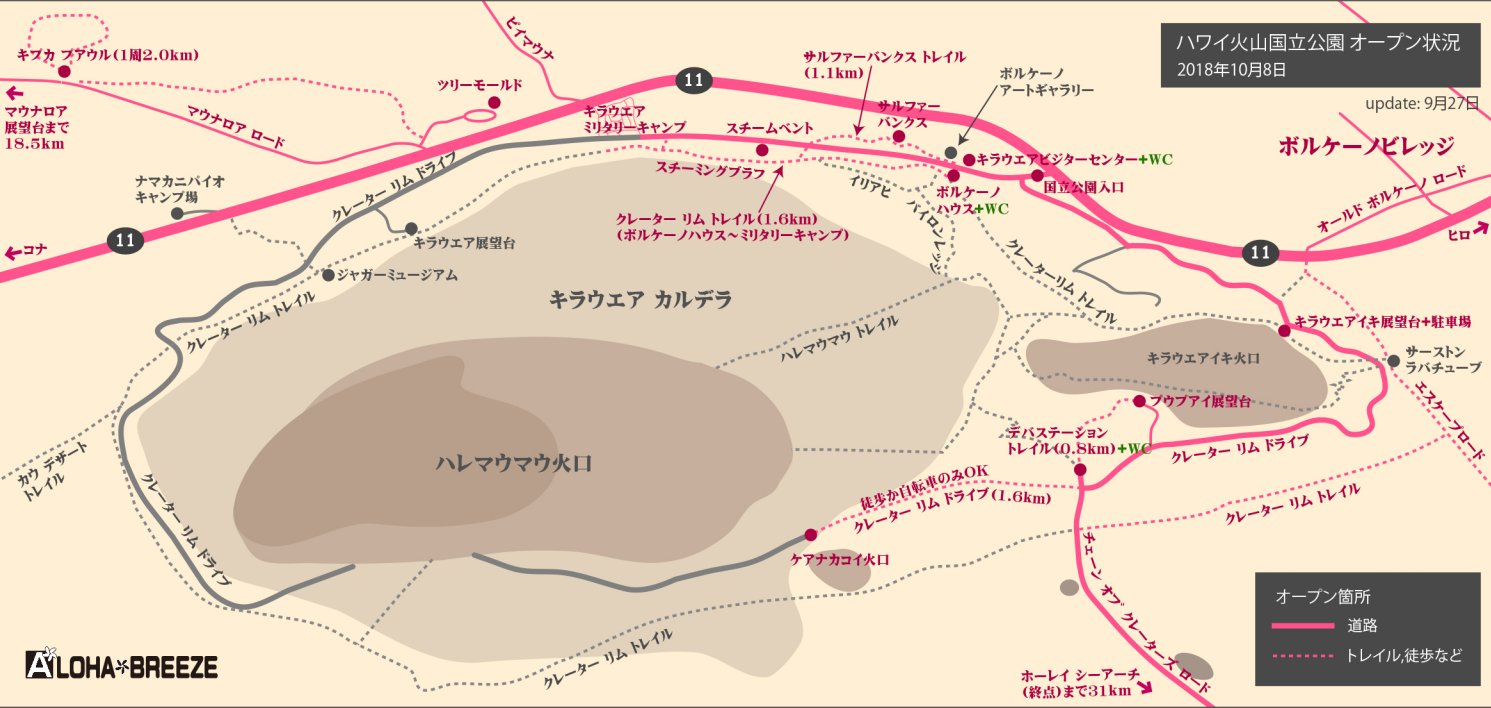 ハワイ火山国立公園 オープン状況
2018年10月8日
update: 9月27日
キプカ プアウル(1周2.0km)
マウナロア
展望台まで
18.5km
マウナロア ロード
ツリーモールド
ピイマウナ
11
キラウエア
ミリタリーキャンプ
スチームベント
サルファーバンクス トレイル
(1.1km)
サルファー
バンクス
ボルケーノ
アートギャラリー
キラウエアビジターセンター+WC
国立公園入口
ボルケーノ
ハウス+WC
ボルケーノビレッジ
オールド ボルケーノ ロード
ヒロ
11
ナマカニパイオ
キャンプ場
クレーター リム ドライブ
スチーミングブラフ
クレーター リム トレイル(1.6km)
(ボルケーノハウス～ミリタリーキャンプ)
イリアヒ
バイロンレッジ
クレーターリム トレイル
コナ
11
キラウエア展望台
ジャガーミュージアム
クレーター リム トレイル
キラウエア カルデラ
ハレマウマウ トレイル
キラウエアイキ展望台+駐車場
キラウエアイキ火口
サーストン
ラバチューブ
プウプアイ展望台
エスケープロード
デバステーション
トレイル(0.8km)+WC
クレーター リム ドライブ
カウ デザート
トレイル
ハレマウマウ火口
クレーター リム ドライブ
徒歩か自転車のみOK
クレーター リム ドライブ(1.6km)
クレーター リム トレイル
ケアナカコイ火口
チェーン オブ クレーターズ ロード
クレーター リム トレイル
ホーレイ シーアーチ
(終点)まで31km
オープン箇所
道路
トレイル,徒歩など
ALOHA BREEZE